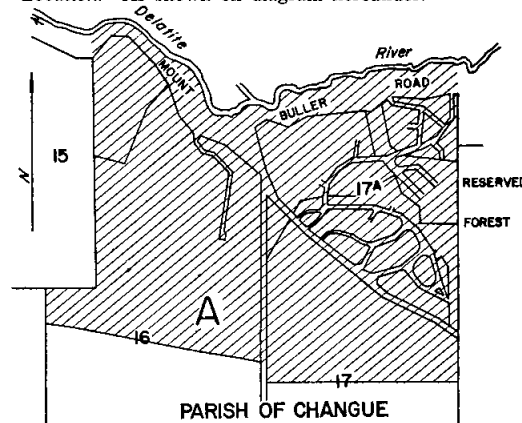 Delatite
River
MOUNT
BULLER
ROAD
15
N
17A
RESERVED
FOREST
A
16
17
PARISH OF CHANGUE